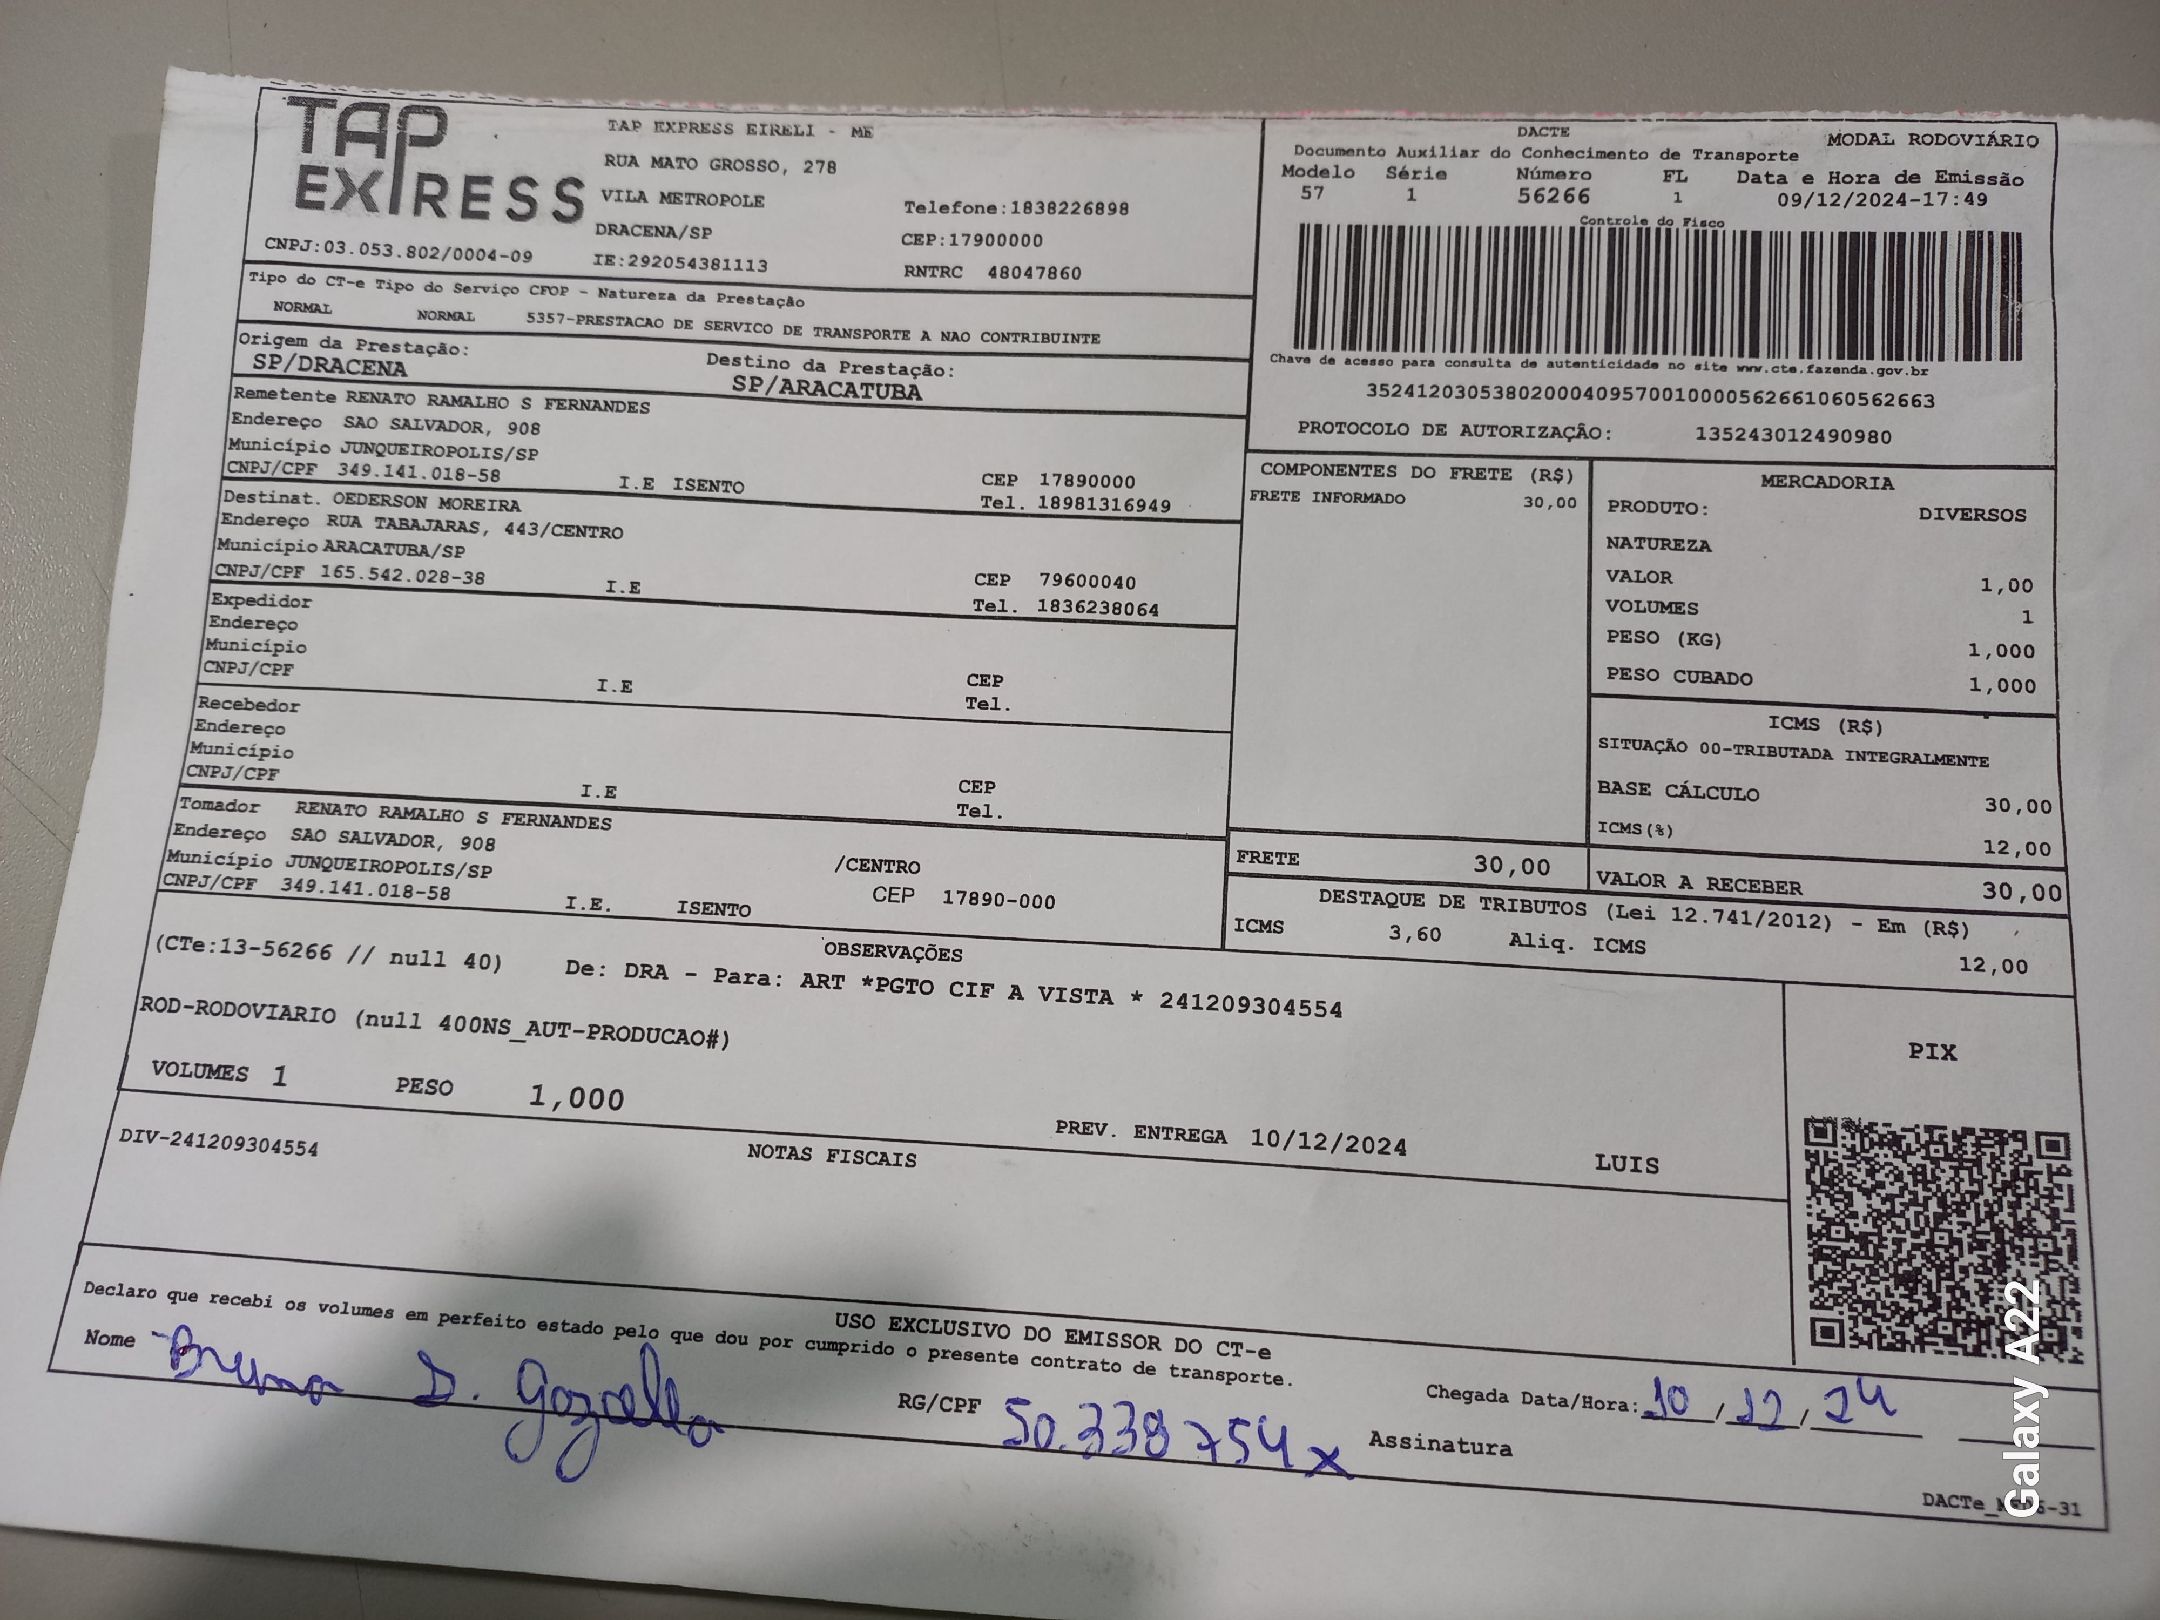 TAP
EXPRESS
CNPJ:03.053.802/0004-09
TAP EXPRESS EIRELI - ME
RUA MATO GROSSO, 278
VILA METROPOLE
DRACENA/SP
IE:292054381113
Telefone:1838226898
CEP:17900000
RNTRC 48047860
DACTE
MODAL RODOVIÁRIO
Documento Auxiliar do Conhecimento de Transporte
Modelo Série Número FL Data e Hora de Emissão
57 1 56266 1 09/12/2024-17:49
Controle do Fisco
Chave de acesso para consulta de autenticidade no site www.cte.fazenda.gov.br
35241203053802000409570010000562661060562663
PROTOCOLO DE AUTORIZAÇÂO: 135243012490980
Tipo do CT-e Tipo do Serviço CFOP - Natureza da Prestação
NORMAL NORMAL 5357-PRESTACAO DE SERVICO DE TRANSPORTE A NAO CONTRIBUINTE
Origem da Prestação: Destino da Prestação:
SP/DRACENA SP/ARACATUBA
Remetente RENATO RAMALHO S FERNANDES
Endereço SAO SALVADOR, 908
Município JUNQUEIROPOLIS/SP
CNPJ/CPF 349.141.018-58 I.E ISENTO CEP 17890000
Tel. 18981316949
Destinat. OEDERSON MOREIRA
Endereço RUA TABAJARAS, 443/CENTRO
Município ARACATUBA/SP
CNPJ/CPF 165.542.028-38 I.E CEP 79600040
Tel. 1836238064
Expedidor
Endereço
Município
CNPJ/CPF I.E CEP
Tel.
Recebedor
Endereço
Município
CNPJ/CPF I.E CEP
Tel.
Tomador RENATO RAMALHO S FERNANDES
Endereço SAO SALVADOR, 908 /CENTRO
Município JUNQUEIROPOLIS/SP
CNPJ/CPF 349.141.018-58 I.E. ISENTO CEP 17890-000
COMPONENTES DO FRETE (R$)
FRETE INFORMADO 30,00
MERCADORIA
PRODUTO: DIVERSOS
NATUREZA
VALOR 1,00
VOLUMES 1
PESO (KG) 1,000
PESO CUBADO 1,000
ICMS (R$)
SITUAÇÃO 00-TRIBUTADA INTEGRALMENTE
BASE CÁLCULO 30,00
ICMS(%) 12,00
FRETE 30,00
VALOR A RECEBER 30,00
DESTAQUE DE TRIBUTOS (Lei 12.741/2012) - Em (R$)
ICMS 3,60 Aliq. ICMS 12,00
OBSERVAÇÕES
(CTe:13-56266 // null 40) De: DRA - Para: ART *PGTO CIF A VISTA * 241209304554
ROD-RODOVIARIO (null 400NS_AUT-PRODUCAO#)
VOLUMES 1 PESO 1,000
PREV. ENTREGA 10/12/2024 LUIS
PIX
DIV-241209304554 NOTAS FISCAIS
USO EXCLUSIVO DO EMISSOR DO CT-e
Declaro que recebi os volumes em perfeito estado pelo que dou por cumprido o presente contrato de transporte.
Nome Bruno D. RG/CPF 50.338754x Assinatura
Chegada Data/Hora: 10/12/24
Galaxy A22